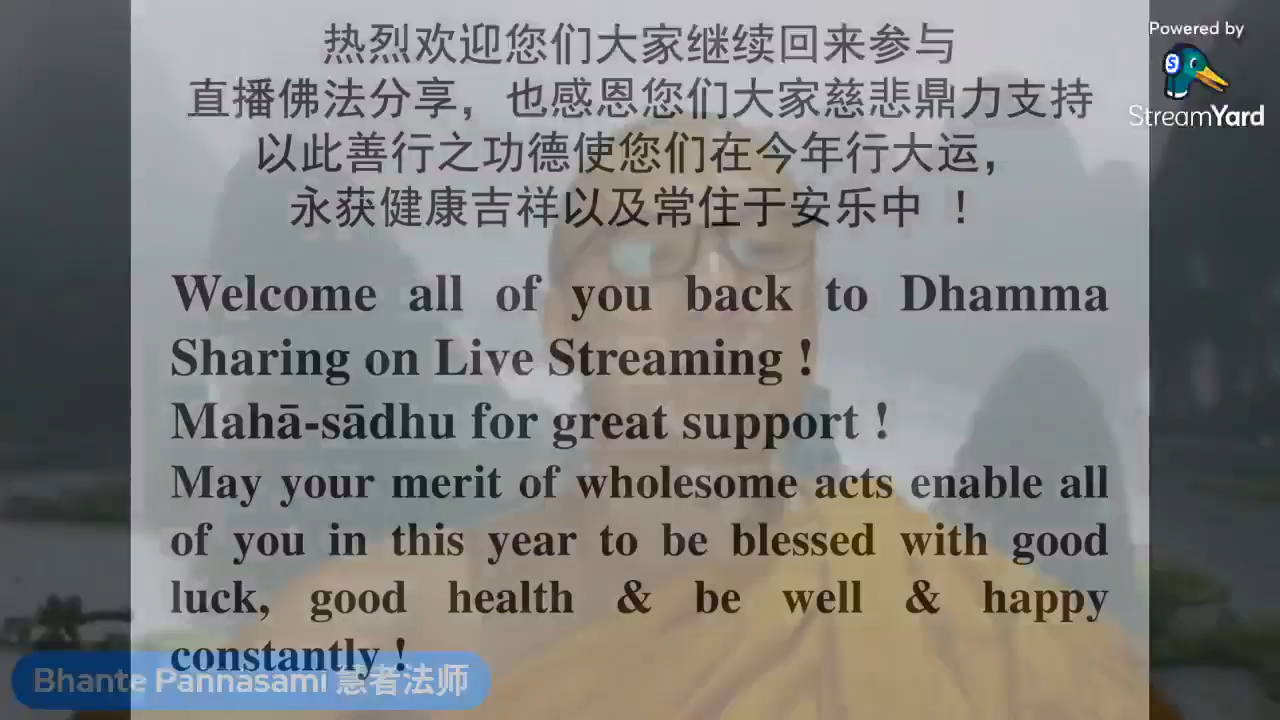 热烈欢迎您们大家继续回来参与
直播佛法分享，也感恩您们大家慈悲鼎力支持
以此善行之功德使您们在今年行大运，
永获健康吉祥以及常住于安乐中 ！
Welcome all of you back to Dhamma
Sharing on Live Streaming !
Mahā-sādhu for great support !
May your merit of wholesome acts enable all
of you in this year to be blessed with good
luck, good health & be well & happy
constantly !
Bhante Pannasami 慧者法师
Powered by
StreamYard